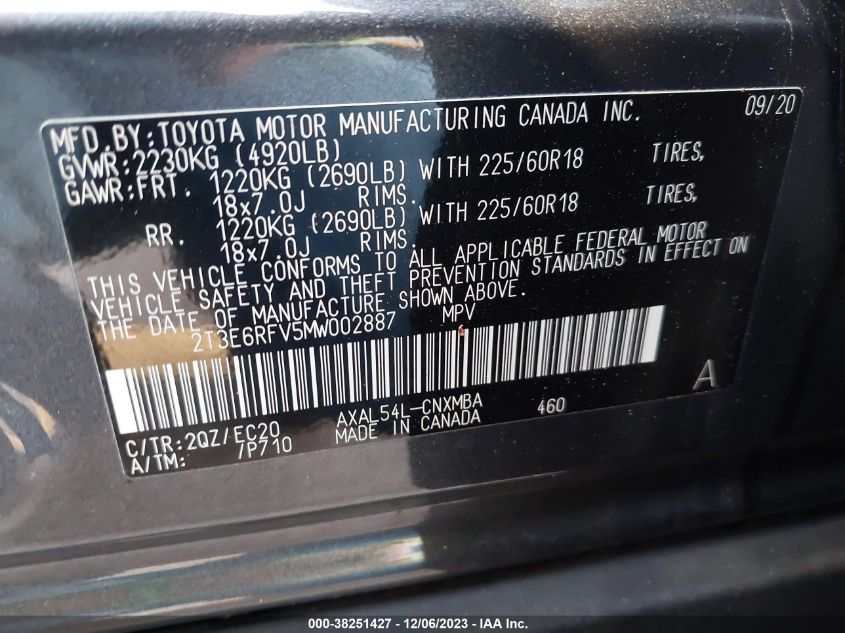 MFD. BY: TOYOTA MOTOR MANUFACTURING CANADA INC. 09/20
GVWR: 2230KG (4920LB)
GAWR: FRT. 1220KG (2690LB) WITH 225/60R18 TIRES,
18x7.0J RIMS.
RR. 1220KG (2690LB) WITH 225/60R18 TIRES,
18x7.0J RIMS.
THIS VEHICLE CONFORMS TO ALL APPLICABLE FEDERAL MOTOR
VEHICLE SAFETY AND THEFT PREVENTION STANDARDS IN EFFECT ON
THE DATE OF MANUFACTURE SHOWN ABOVE.
2T3E6RFV5MW002887 MPV
A
C/TR: 2QZ/EC20 AXAL54L-CNXMBA 460
A/TM: /P710 MADE IN CANADA
000-38251427 - 12/06/2023 - IAA Inc.